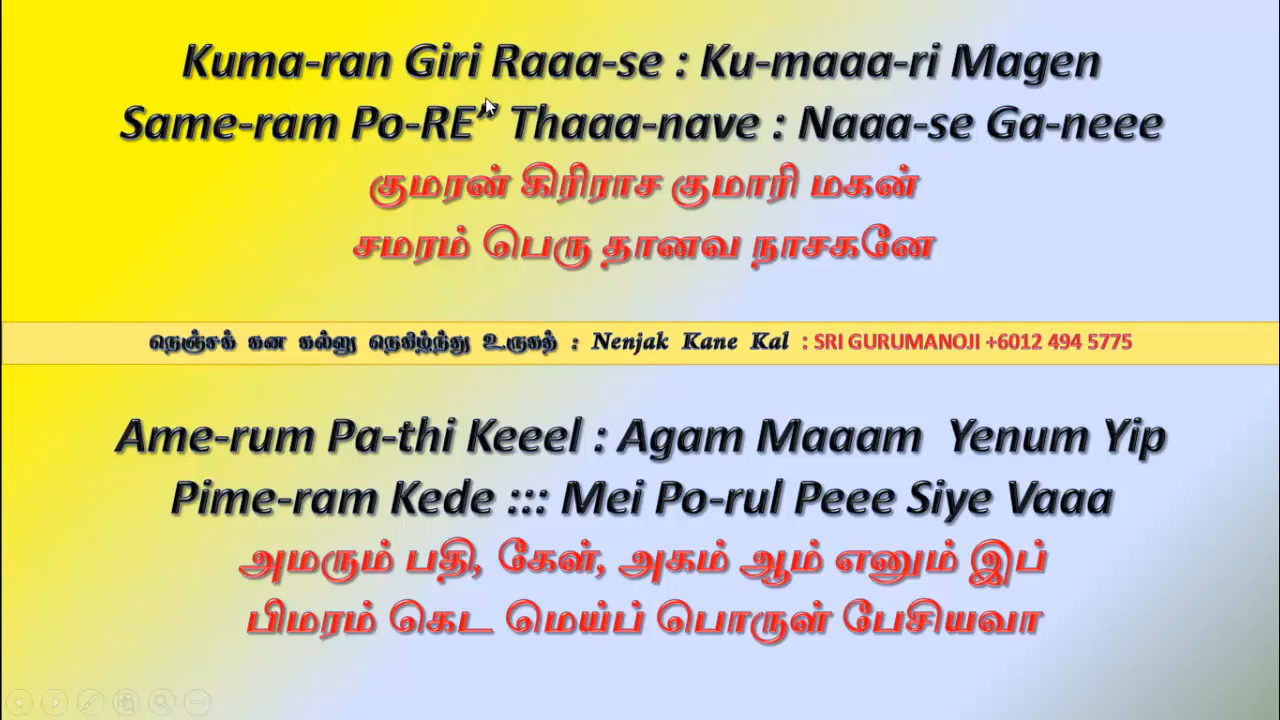 Kuma-ran Giri Raaa-se : Ku-maaa-ri Magen
Same-ram Po-RE” Thaaa-nave : Naaa-se Ga-neee
குமரன் கிரிராச குமாரி மகன்
சமரம் பெரு தானவ நாசகனே
நெஞ்சக் கன கல்லு நெகிழ்ந்து உருகத் : Nenjak Kane Kal : SRI GURUMANOJI +6012 494 5775
Ame-rum Pa-thi Keeel : Agam Maaam Yenum Yip
Pime-ram Kede ::: Mei Po-rul Peee Siye Vaaa
அமரும் பதி, கேள், அகம் ஆம் எனும் இப்
பிமரம் கெட மெய்ப் பொருள் பேசியவா